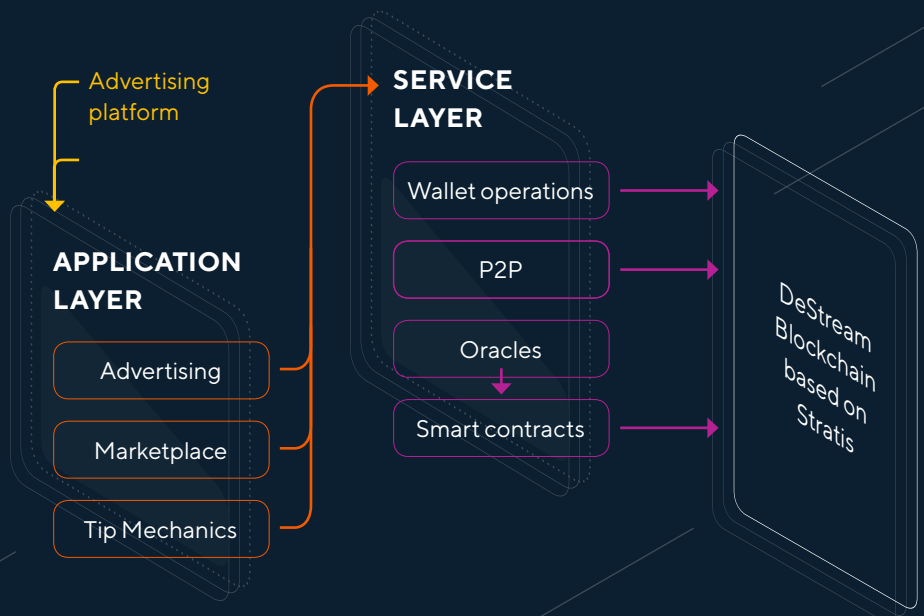 Advertising
platform
APPLICATION
LAYER
Advertising
Marketplace
Tip Mechanics
SERVICE
LAYER
Wallet operations
P2P
Oracles
Smart contracts
DeStream
Blockchain
based on
Stratis